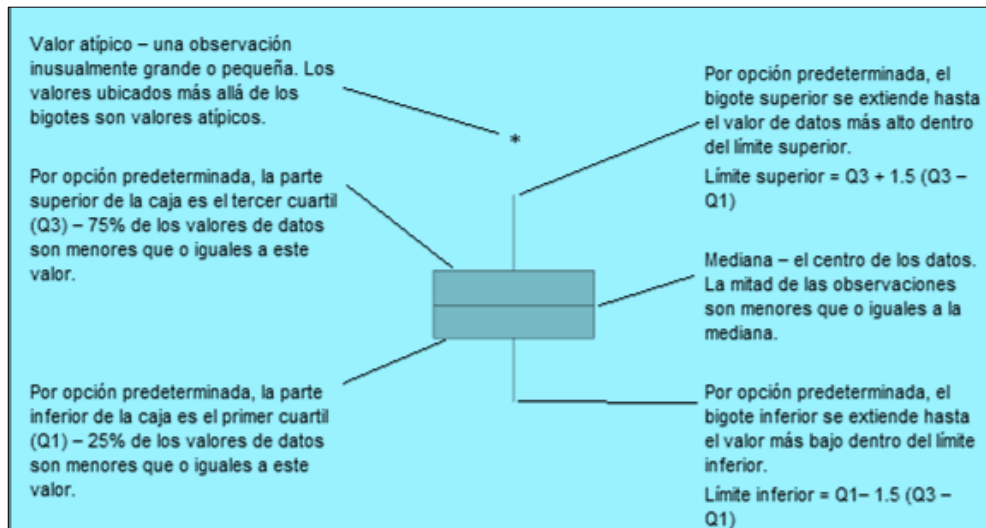 Valor atípico – una observación
inusualmente grande o pequeña. Los
valores ubicados más allá de los
bigotes son valores atípicos.
Por opción predeterminada, la parte
superior de la caja es el tercer cuartil
(Q3) – 75% de los valores de datos
son menores que o iguales a este
valor.
Por opción predeterminada, la parte
inferior de la caja es el primer cuartil
(Q1) – 25% de los valores de datos
son menores que o iguales a este
valor.
*
Por opción predeterminada, el
bigote superior se extiende hasta
el valor de datos más alto dentro
del límite superior.
Límite superior = Q3 + 1.5 (Q3 –
Q1)
Mediana – el centro de los datos.
La mitad de las observaciones
son menores que o iguales a la
mediana.
Por opción predeterminada, el
bigote inferior se extiende hasta
el valor más bajo dentro del límite
inferior.
Límite inferior = Q1– 1.5 (Q3 –
Q1)